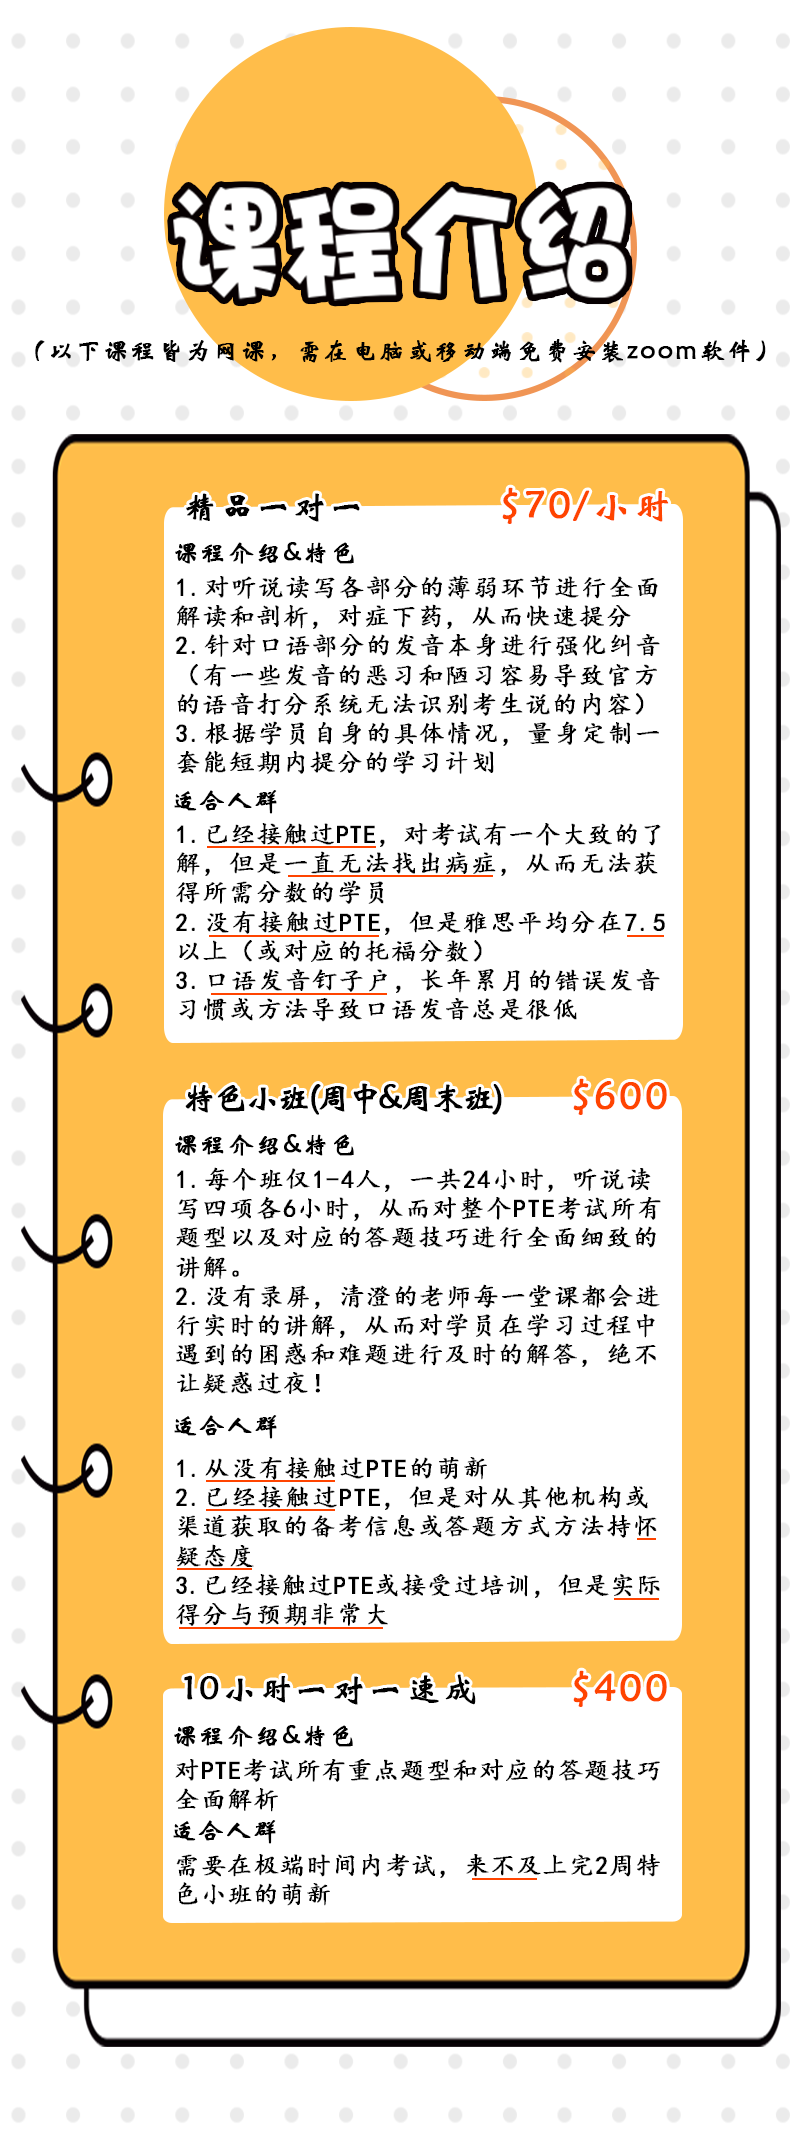 课程介绍
（以下课程皆为网课，需在电脑或移动端免费安装zoom软件）
精品一对一 $70/小时
课程介绍&特色
1.对听说读写各部分的薄弱环节进行全面
解读和剖析，对症下药，从而快速提分
2.针对口语部分的发音本身进行强化纠音
（有一些发音的恶习和陋习容易导致官方
的语音打分系统无法识别考生说的内容）
3.根据学员自身的具体情况，量身定制一
套能短期内提分的学习计划
适合人群
1.已经接触过PTE，对考试有一个大致的了
解，但是一直无法找出病症，从而无法获
得所需分数的学员
2.没有接触过PTE，但是雅思平均分在7.5
以上（或对应的托福分数）
3.口语发音钉子户，长年累月的错误发音
习惯或方法导致口语发音总是很低
特色小班(周中&周末班) $600
课程介绍&特色
1.每个班仅1-4人，一共24小时，听说读
写四项各6小时，从而对整个PTE考试所有
题型以及对应的答题技巧进行全面细致的
讲解。
2.没有录屏，清澄的老师每一堂课都会进
行实时的讲解，从而对学员在学习过程中
遇到的困惑和难题进行及时的解答，绝不
让疑惑过夜！
适合人群
1.从没有接触过PTE的萌新
2.已经接触过PTE，但是对从其他机构或
渠道获取的备考信息或答题方式方法持怀
疑态度
3.已经接触过PTE或接受过培训，但是实际
得分与预期非常大
10小时一对一速成 $400
课程介绍&特色
对PTE考试所有重点题型和对应的答题技巧
全面解析
适合人群
需要在极端时间内考试，来不及上完2周特
色小班的萌新